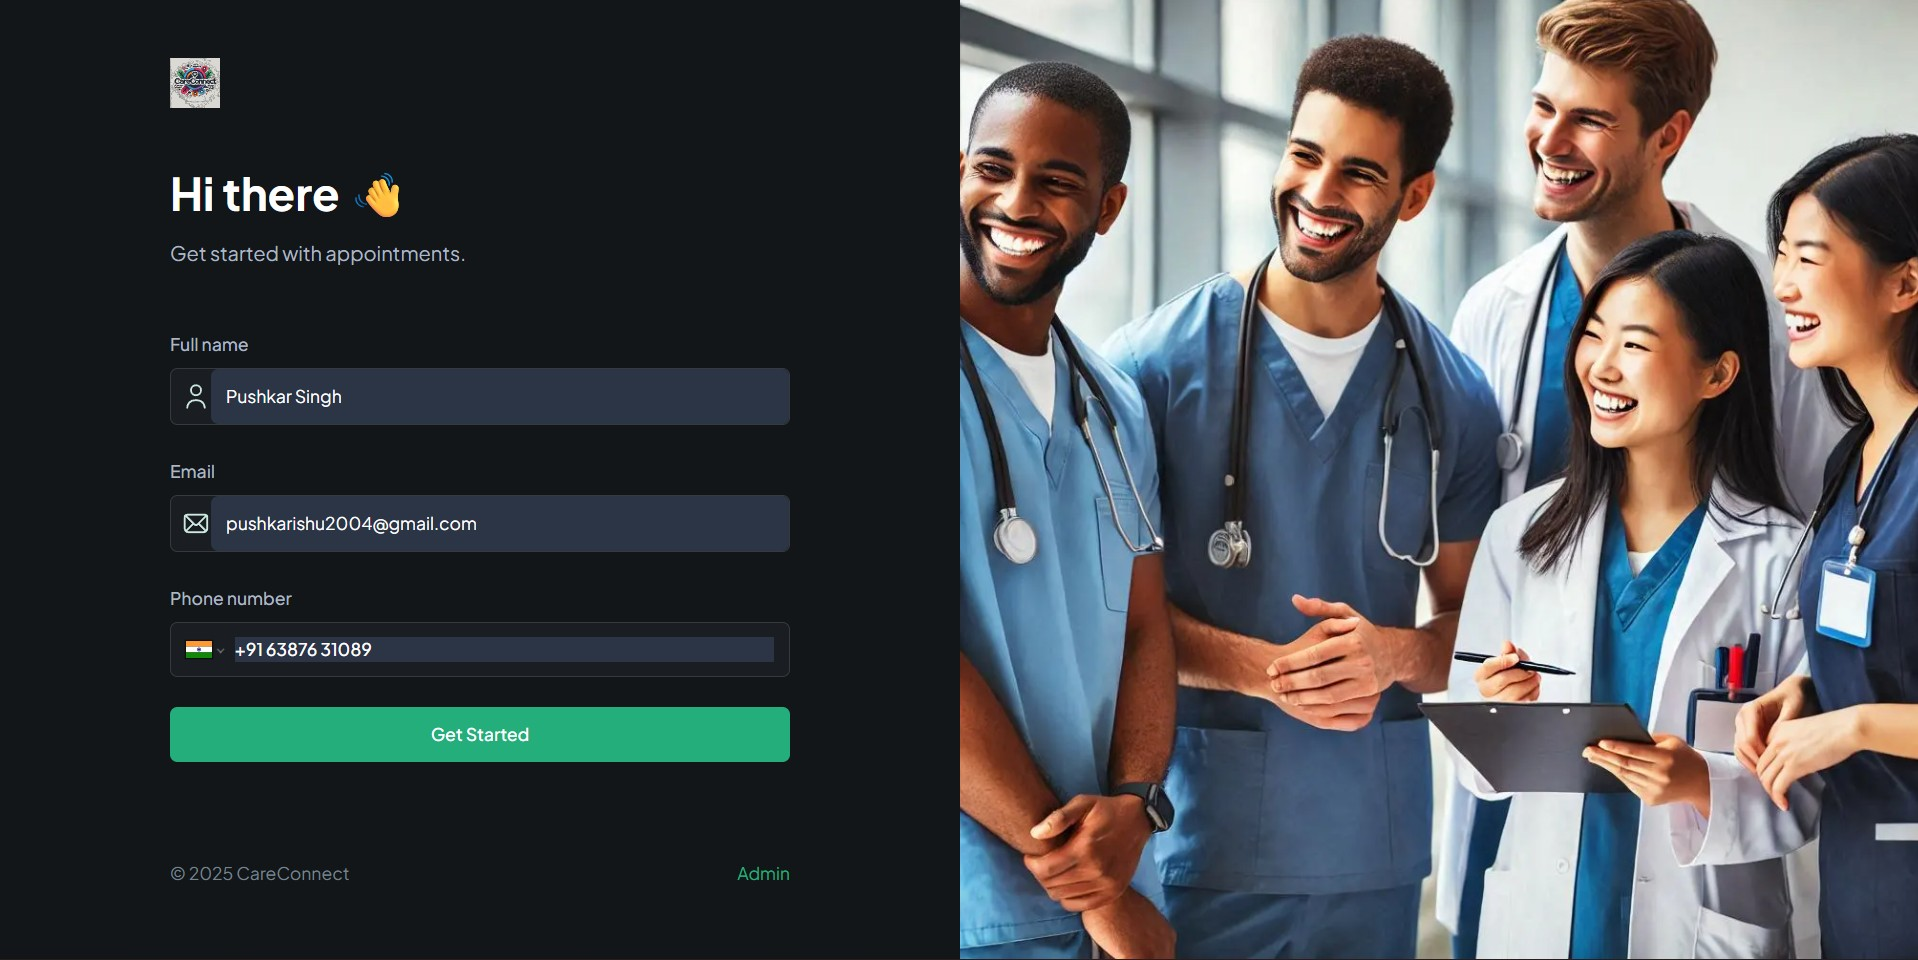 CareConnect
Hi there 👋
Get started with appointments.
Full name
Pushkar Singh
Email
pushkarishu2004@gmail.com
Phone number
+91 63876 31089
Get Started
© 2025 CareConnect
Admin